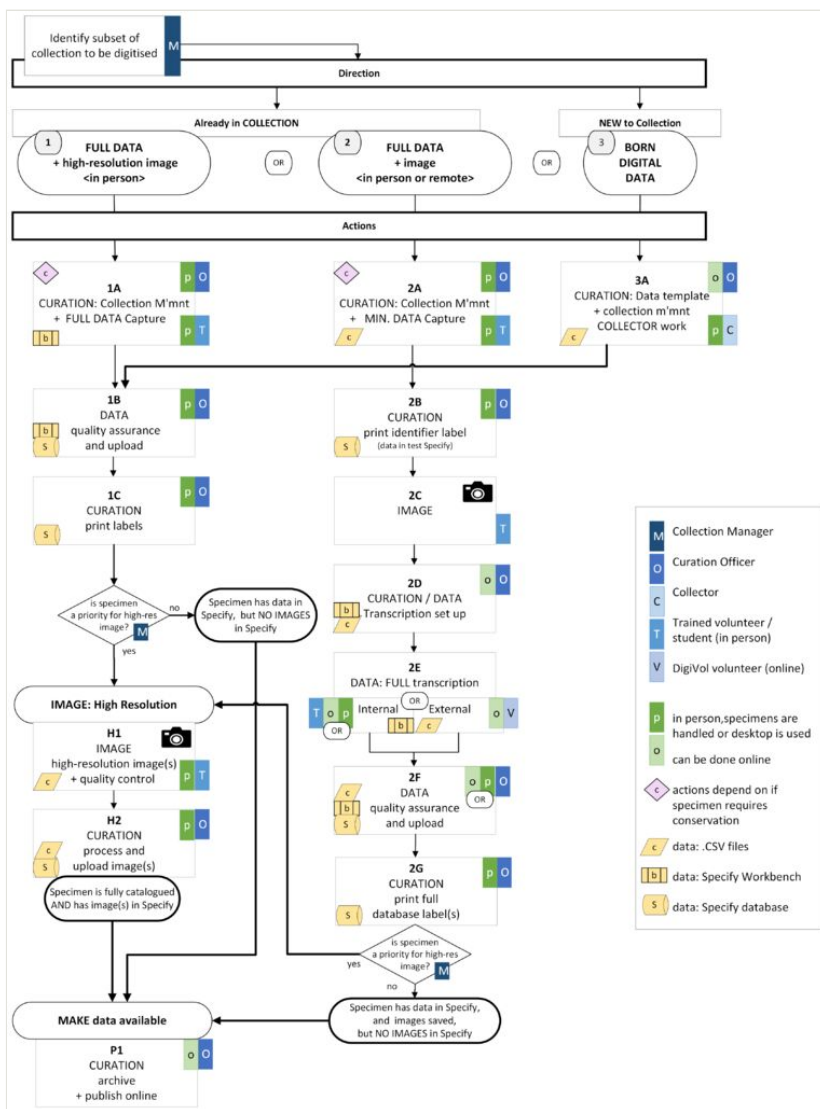 Identify subset of
collection to be digitised
M
Direction
Already in COLLECTION
NEW to Collection
1
FULL DATA
+ high-resolution image
<in person>
OR
2
FULL DATA
+ image
<in person or remote>
OR
3
BORN
DIGITAL
DATA
Actions
c
p O
1A
CURATION: Collection M'mnt
+ FULL DATA Capture
b
p T
c
p O
2A
CURATION: Collection M'mnt
+ MIN. DATA Capture
c
p T
o O
3A
CURATION: Data template
+ collection m'mnt
COLLECTOR work
c
p C
1B
DATA
quality assurance
and upload
p O
b
S
2B
CURATION
print identifier label
(data in test Specify)
p O
S
1C
CURATION
print labels
p O
S
2C
IMAGE
T
is specimen
a priority for high-res
image?
M
no
yes
Specimen has data in
Specify, but NO IMAGES
in Specify
2D
CURATION / DATA
Transcription set up
o O
b
c
2E
DATA: FULL transcription
OR
T o p
OR
Internal
External
b
c
o V
IMAGE: High Resolution
H1
IMAGE
high-resolution image(s)
+ quality control
c
p T
2F
DATA
quality assurance
and upload
c
b
S
o p O
OR
H2
CURATION
process and
upload image(s)
p O
c
S
Specimen is fully catalogued
AND has image(s) in Specify
2G
CURATION
print full
database label(s)
p O
S
is specimen
a priority for high-res
image?
M
yes
no
Specimen has data in Specify,
and images saved,
but NO IMAGES in Specify
MAKE data available
P1
CURATION
archive
+ publish online
o O
M Collection Manager
O Curation Officer
C Collector
T Trained volunteer /
student (in person)
V DigiVol volunteer (online)
p in person,specimens are
handled or desktop is used
o can be done online
c actions depend on if
specimen requires
conservation
c data: .CSV files
b data: Specify Workbench
S data: Specify database